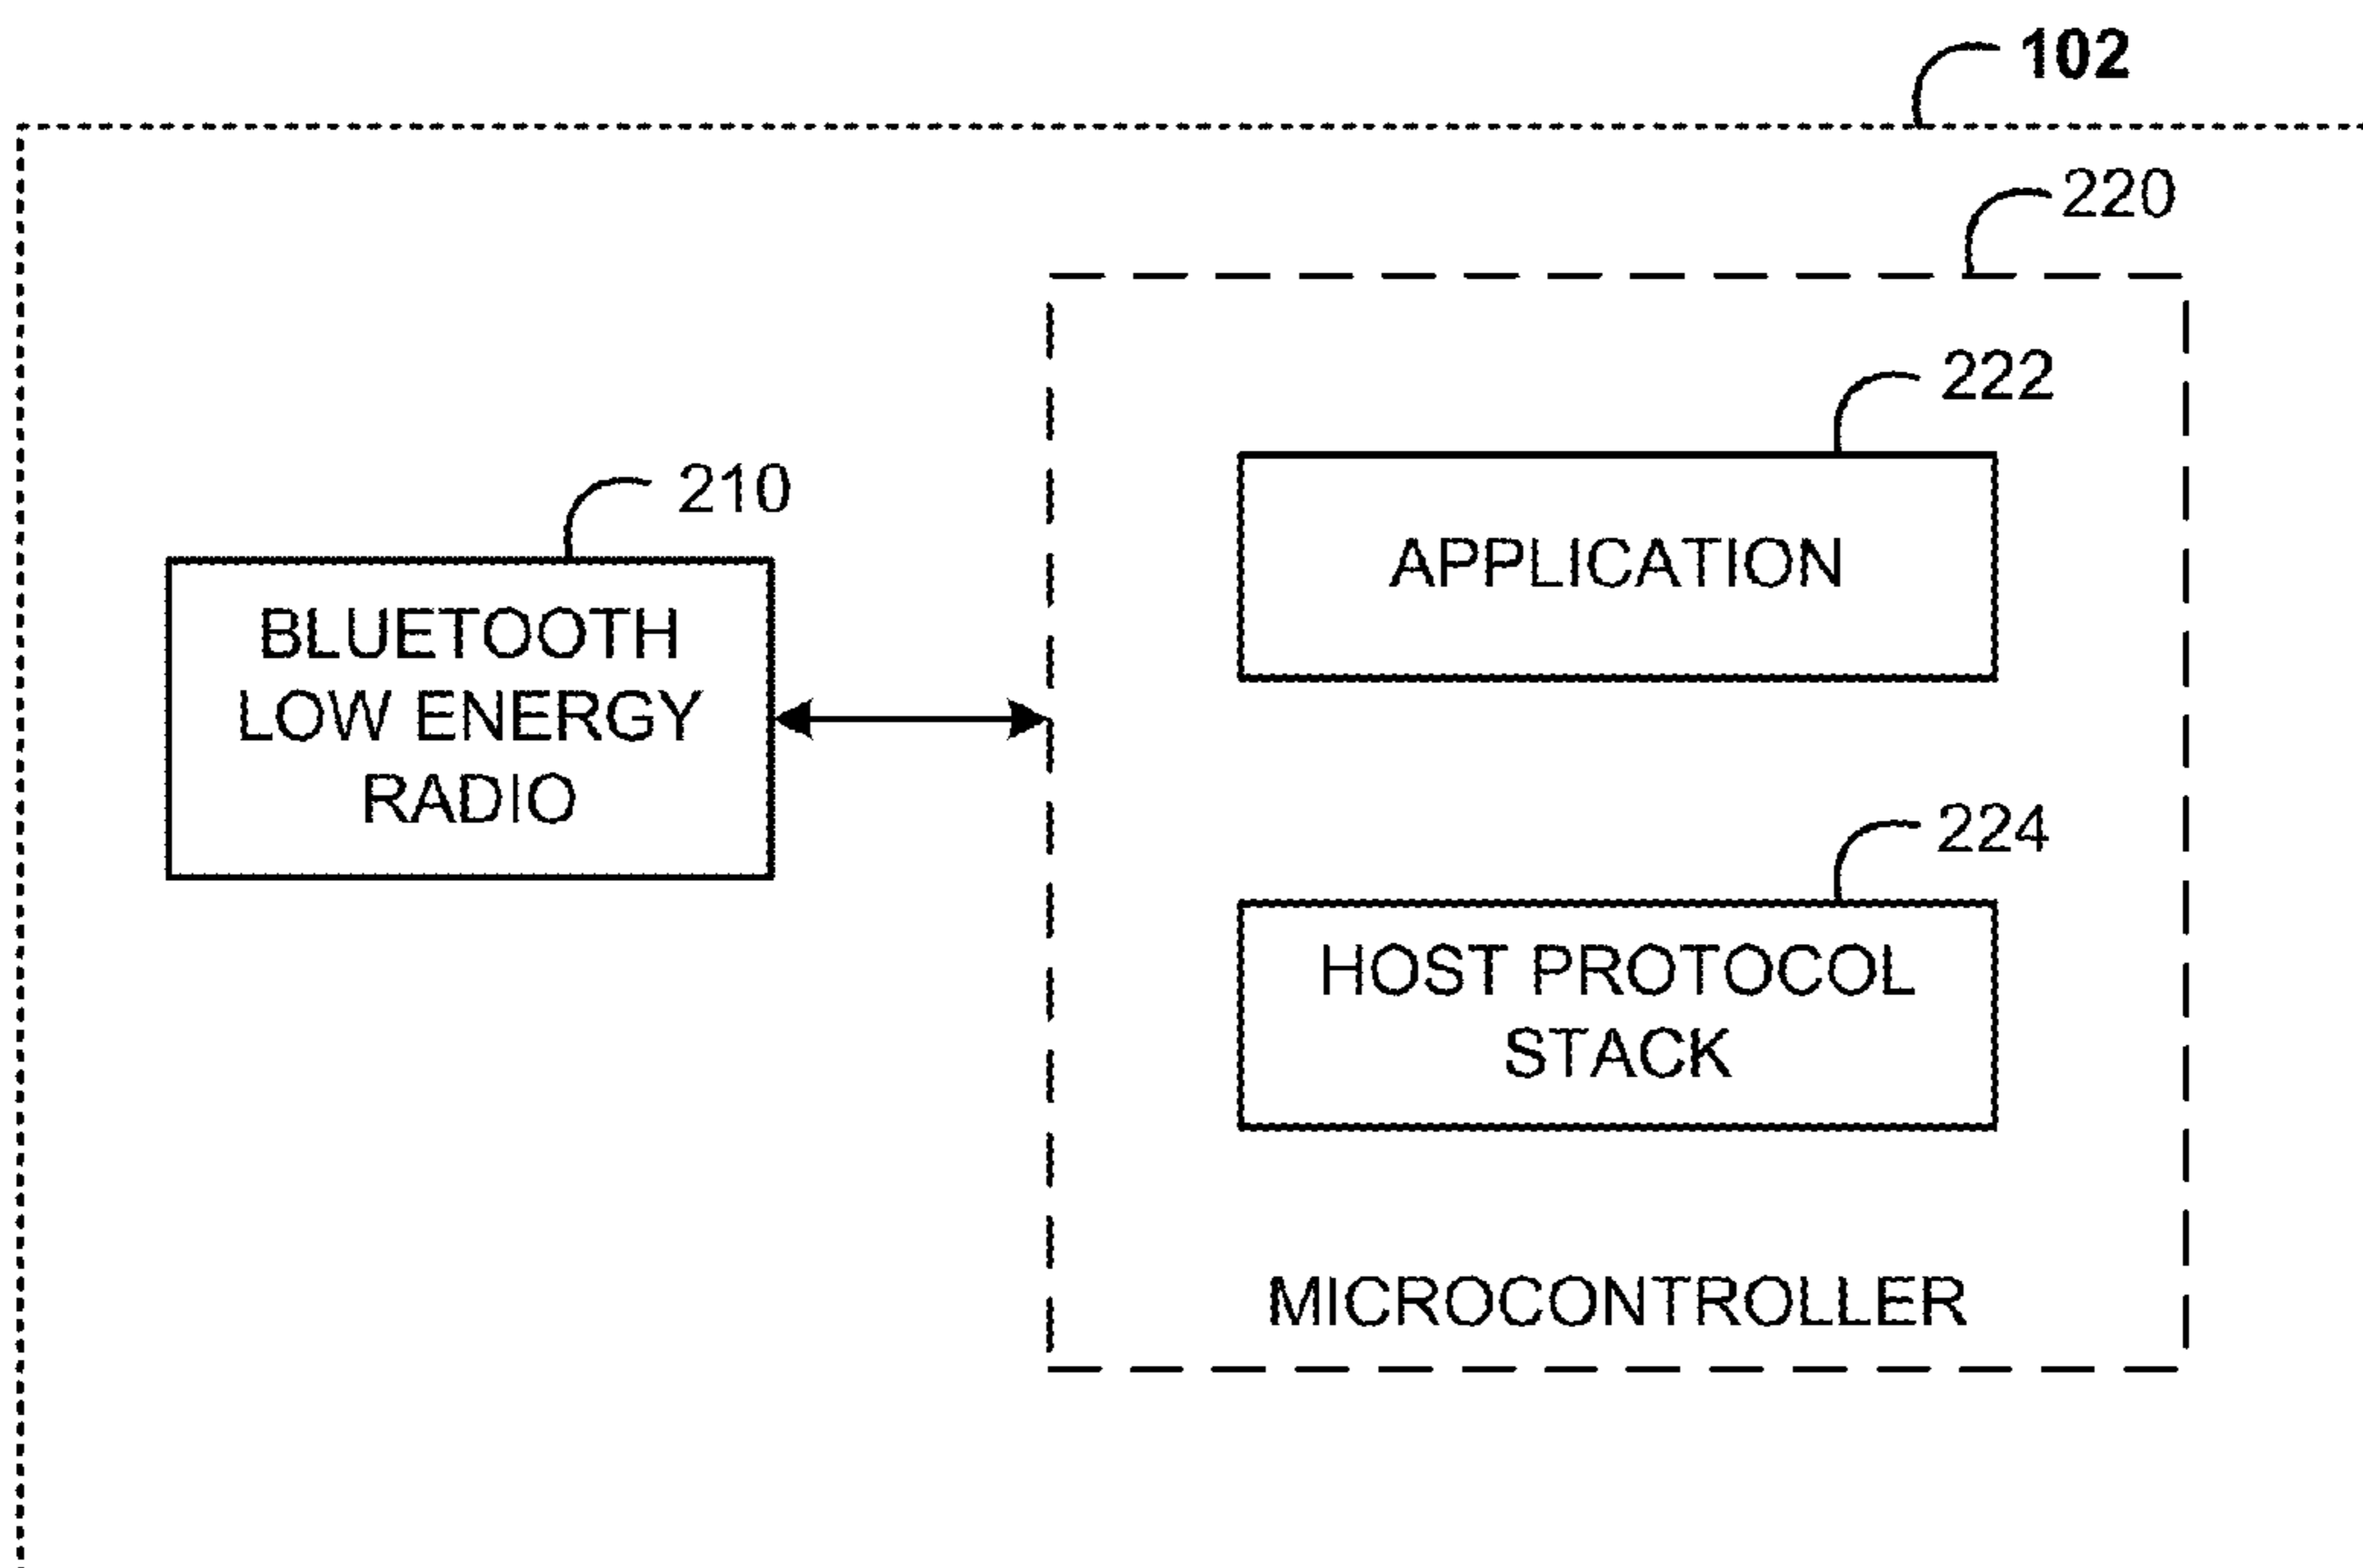 102
220
222
APPLICATION
210
BLUETOOTH
LOW ENERGY
RADIO
224
HOST PROTOCOL
STACK
MICROCONTROLLER